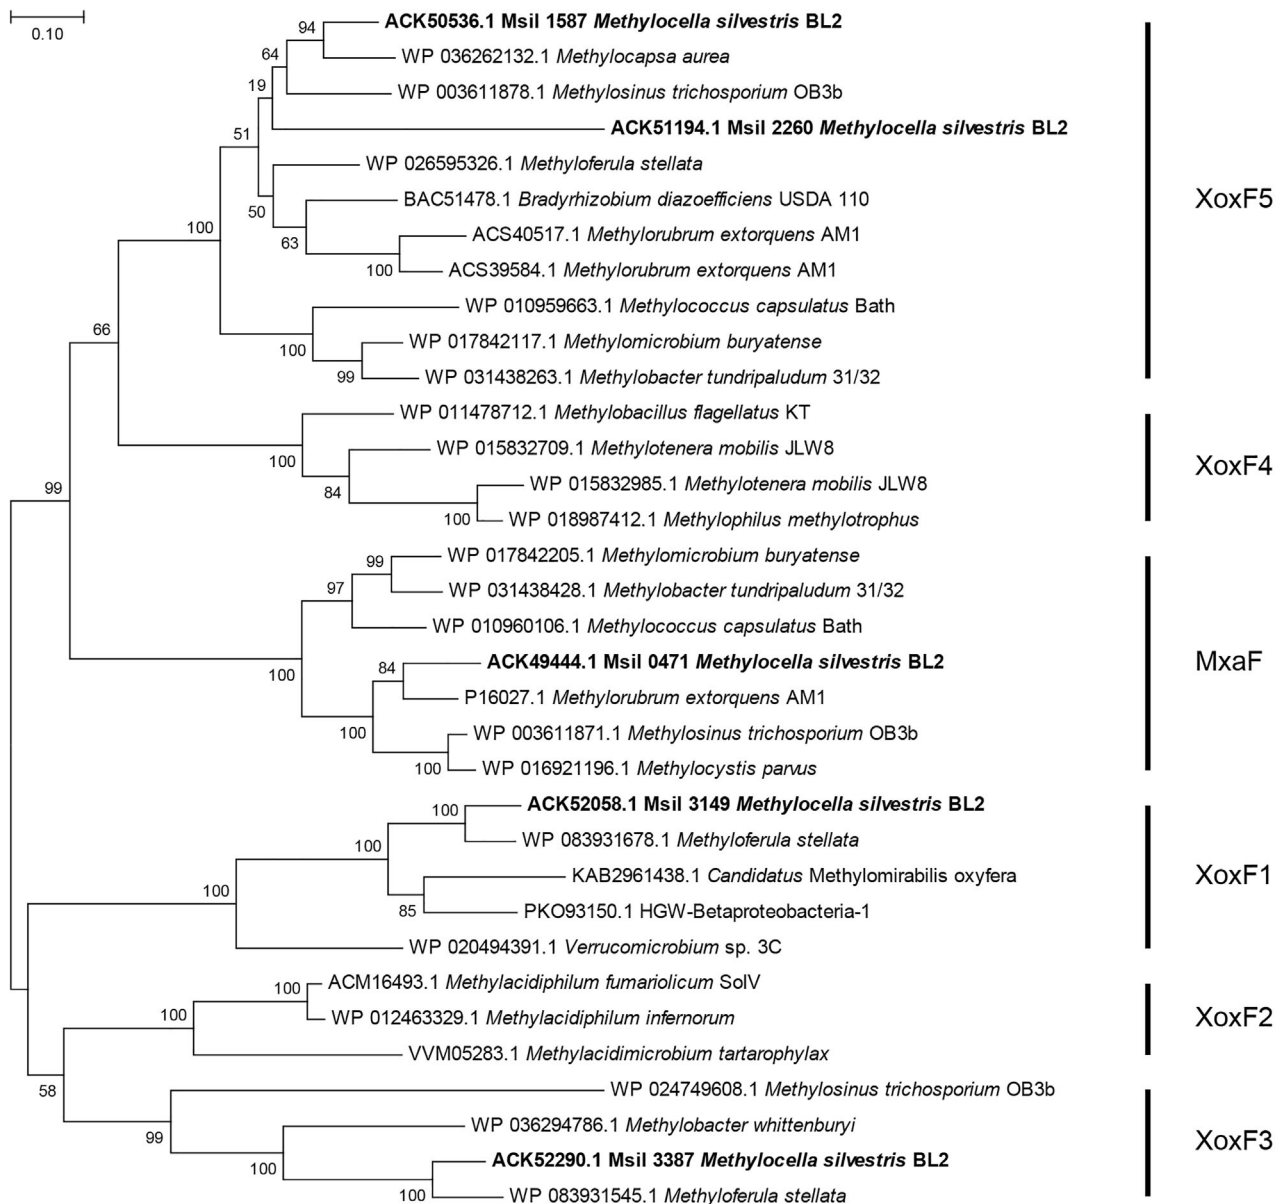 0.10
94
ACK50536.1 Msil 1587 Methylocella silvestris BL2
64
WP 036262132.1 Methylocapsa aurea
19
WP 003611878.1 Methylosinus trichosporium OB3b
51
ACK51194.1 Msil 2260 Methylocella silvestris BL2
WP 026595326.1 Methyloferula stellata
50
BAC51478.1 Bradyrhizobium diazoefficiens USDA 110
XoxF5
100
63
ACS40517.1 Methylorubrum extorquens AM1
100
ACS39584.1 Methylorubrum extorquens AM1
WP 010959663.1 Methylococcus capsulatus Bath
66
100
WP 017842117.1 Methylomicrobium buryatense
99
WP 031438263.1 Methylobacter tundripaludum 31/32
WP 011478712.1 Methylobacillus flagellatus KT
100
WP 015832709.1 Methylotenera mobilis JLW8
XoxF4
84
WP 015832985.1 Methylotenera mobilis JLW8
99
100
WP 018987412.1 Methylophilus methylotrophus
WP 017842205.1 Methylomicrobium buryatense
99
97
WP 031438428.1 Methylobacter tundripaludum 31/32
WP 010960106.1 Methylococcus capsulatus Bath
100
84
ACK49444.1 Msil 0471 Methylocella silvestris BL2
MxaF
P16027.1 Methylorubrum extorquens AM1
100
WP 003611871.1 Methylosinus trichosporium OB3b
100
WP 016921196.1 Methylocystis parvus
100
ACK52058.1 Msil 3149 Methylocella silvestris BL2
100
WP 083931678.1 Methyloferula stellata
100
KAB2961438.1 Candidatus Methylomirabilis oxyfera
XoxF1
85
PKO93150.1 HGW-Betaproteobacteria-1
WP 020494391.1 Verrucomicrobium sp. 3C
100
ACM16493.1 Methylacidiphilum fumariolicum SolV
100
WP 012463329.1 Methylacidiphilum infernorum
XoxF2
VVM05283.1 Methylacidimicrobium tartarophylax
58
WP 024749608.1 Methylosinus trichosporium OB3b
99
WP 036294786.1 Methylobacter whittenburyi
XoxF3
100
ACK52290.1 Msil 3387 Methylocella silvestris BL2
100
WP 083931545.1 Methyloferula stellata